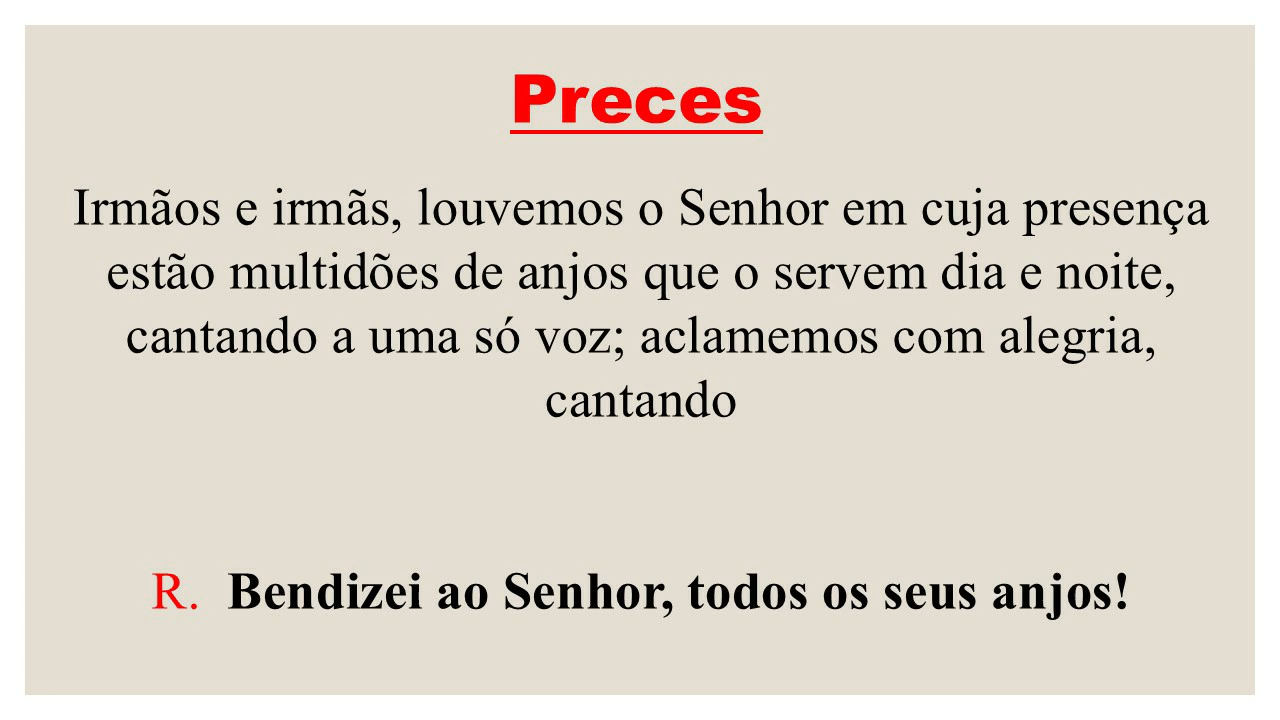 Preces
Irmãos e irmãs, louvemos o Senhor em cuja presença
estão multidões de anjos que o servem dia e noite,
cantando a uma só voz; aclamemos com alegria,
cantando
R. Bendizei ao Senhor, todos os seus anjos!